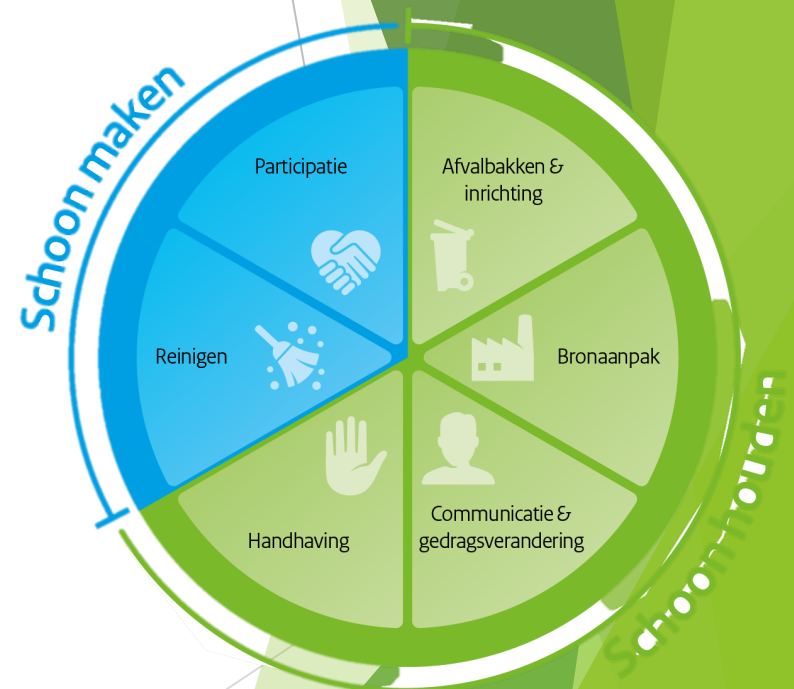 Schoon maken
Participatie
Afvalbakken &
inrichting
Reinigen
Bronaanpak
Handhaving
Communicatie &
gedragsverandering
Schoon houden